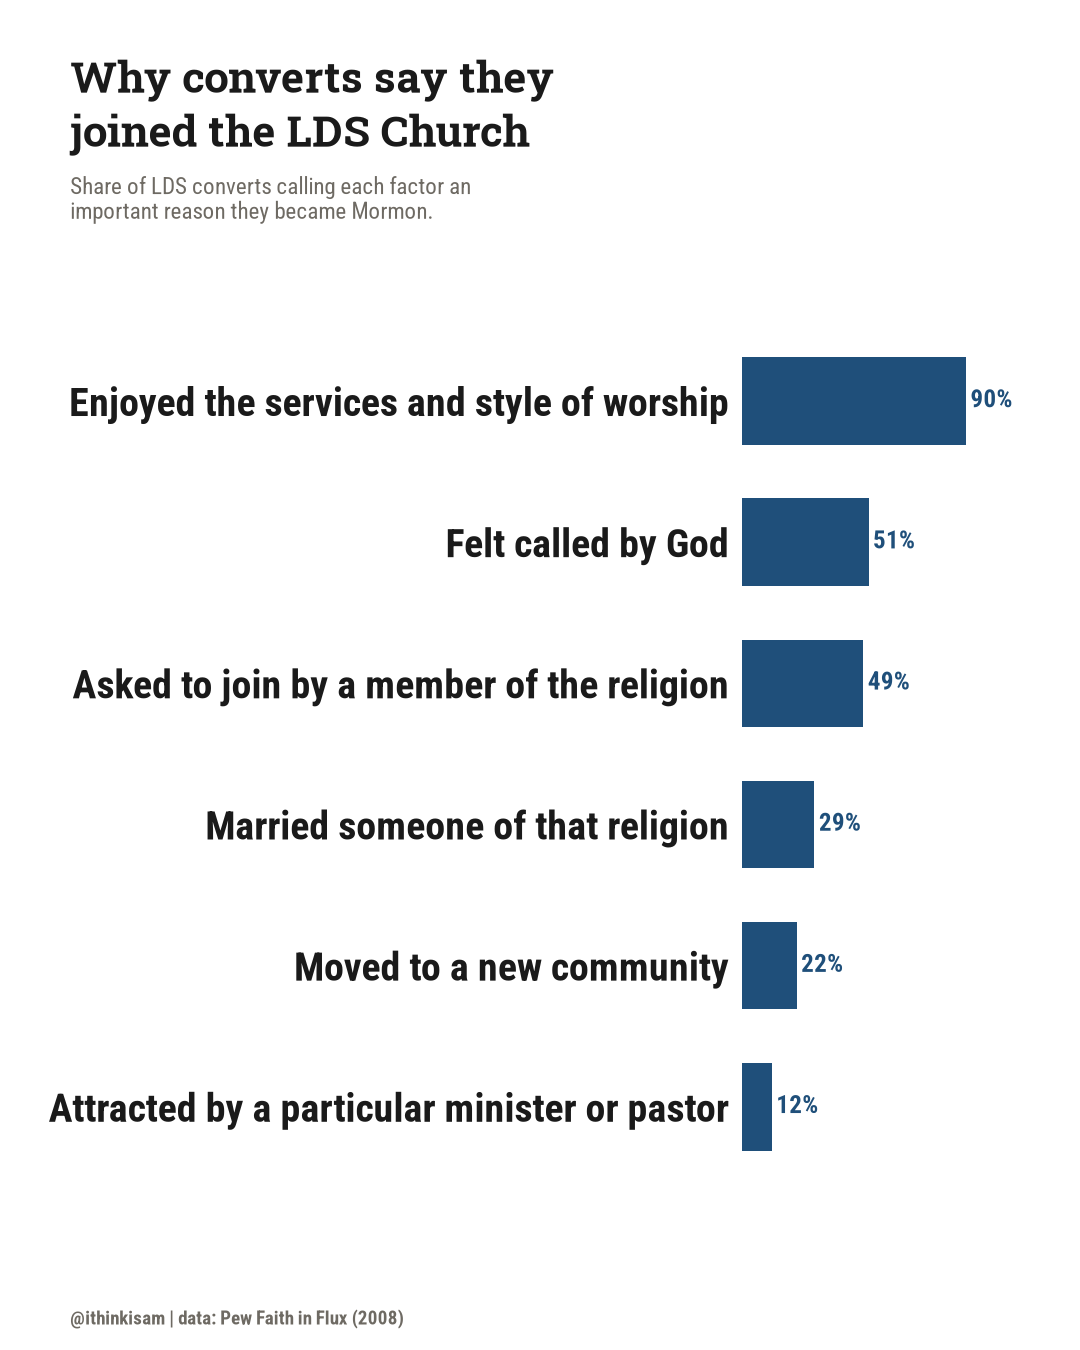 Why converts say they
joined the LDS Church
Share of LDS converts calling each factor an
important reason they became Mormon.
Enjoyed the services and style of worship 90%
Felt called by God 51%
Asked to join by a member of the religion 49%
Married someone of that religion 29%
Moved to a new community 22%
Attracted by a particular minister or pastor 12%
@ithinkisam | data: Pew Faith in Flux (2008)